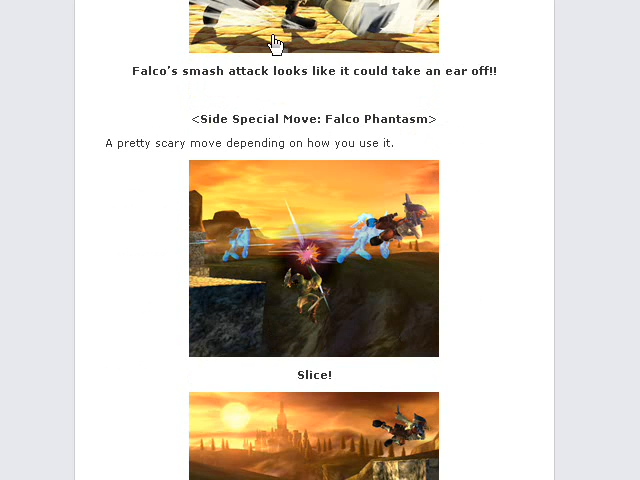 Falco’s smash attack looks like it could take an ear off!!
<Side Special Move: Falco Phantasm>
A pretty scary move depending on how you use it.
Slice!